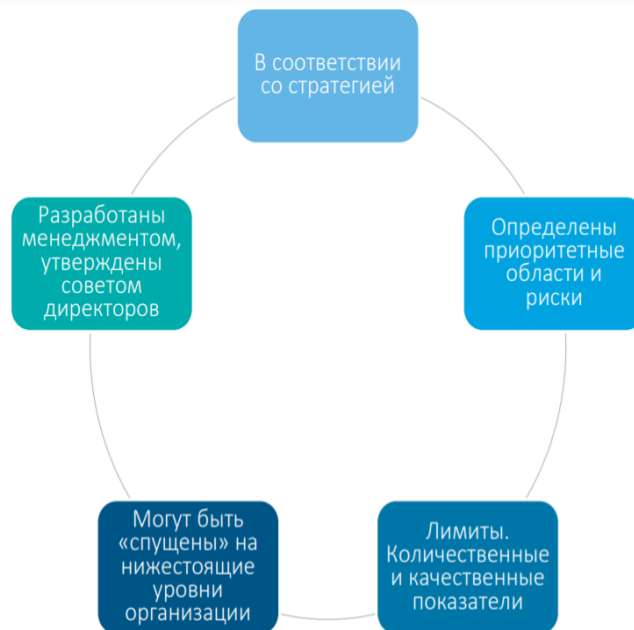 В соответствии
со стратегией
Определены
приоритетные
области и
риски
Лимиты.
Количественные
и качественные
показатели
Могут быть
«спущены» на
нижестоящие
уровни
организации
Разработаны
менеджментом,
утверждены
советом
директоров